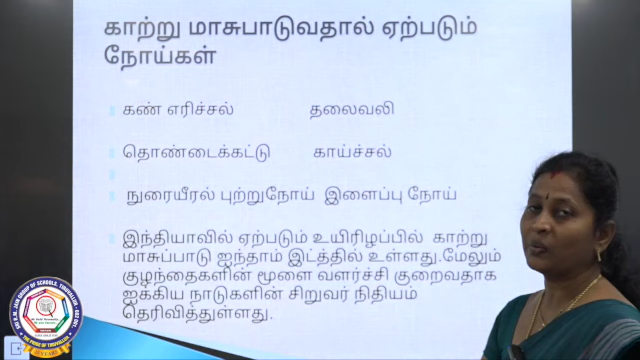 காற்று மாசுபாடுவதால் ஏற்படும்
நோய்கள்
கண் எரிச்சல் தலைவலி
தொண்டைக்கட்டு காய்ச்சல்
நுரையீரல் புற்றுநோய் இளைப்பு நோய்
இந்தியாவில் ஏற்படும் உயிரிழப்பில் காற்று
மாசுப்பாடு ஐந்தாம் இடத்தில் உள்ளது.மேலும்
குழந்தைகளின் மூளை வளர்ச்சி குறைவதாக
ஐக்கிய நாடுகளின் சிறுவர் நிதியம்
தெரிவித்துள்ளது.